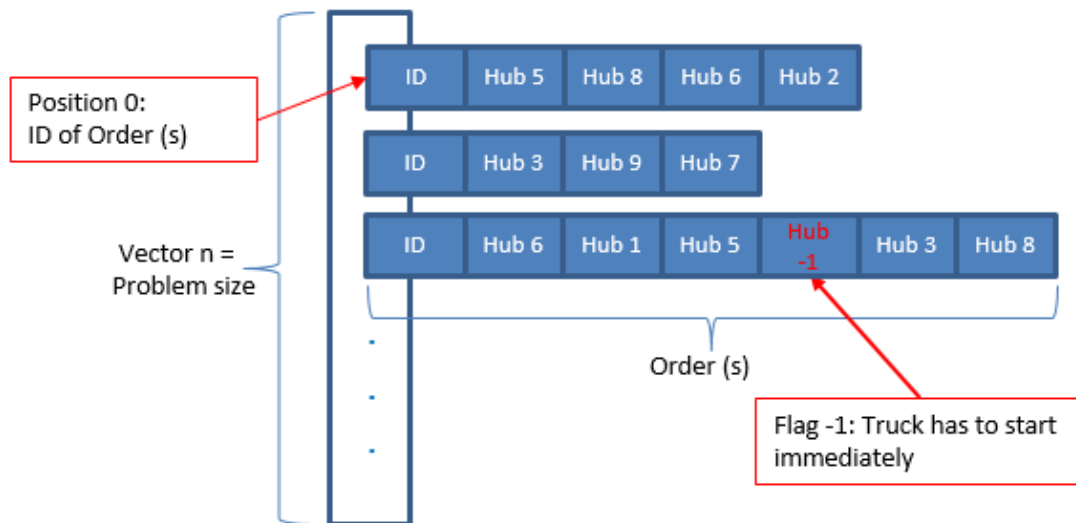 ID Hub 5 Hub 8 Hub 6 Hub 2
Position 0:
ID of Order (s)
ID Hub 3 Hub 9 Hub 7
ID Hub 6 Hub 1 Hub 5 Hub Hub 3 Hub 8
-1
Vector n =
Problem size
Order (s)
Flag -1: Truck has to start
immediately